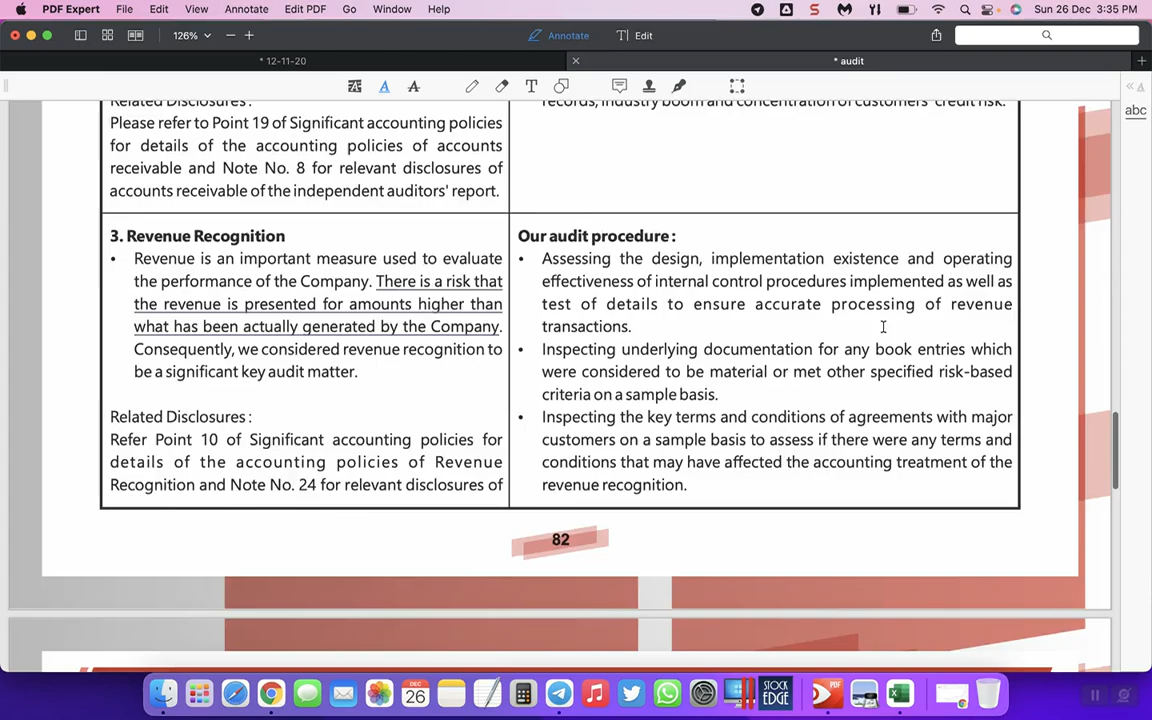 PDF Expert File Edit View Annotate Edit PDF Go Window Help Sun 26 Dec 3:35 PM
126% Annotate Edit
* 12-11-20 * audit
abc
Related Disclosures :
Please refer to Point 19 of Significant accounting policies
for details of the accounting policies of accounts
receivable and Note No. 8 for relevant disclosures of
accounts receivable of the independent auditors' report.
records, industry boom and concentration of customers' credit risk.
3. Revenue Recognition
• Revenue is an important measure used to evaluate
the performance of the Company. There is a risk that
the revenue is presented for amounts higher than
what has been actually generated by the Company.
Consequently, we considered revenue recognition to
be a significant key audit matter.
Related Disclosures :
Refer Point 10 of Significant accounting policies for
details of the accounting policies of Revenue
Recognition and Note No. 24 for relevant disclosures of
Our audit procedure :
• Assessing the design, implementation existence and operating
effectiveness of internal control procedures implemented as well as
test of details to ensure accurate processing of revenue
transactions.
• Inspecting underlying documentation for any book entries which
were considered to be material or met other specified risk-based
criteria on a sample basis.
• Inspecting the key terms and conditions of agreements with major
customers on a sample basis to assess if there were any terms and
conditions that may have affected the accounting treatment of the
revenue recognition.
82
DEC
26
STOCK
EDGE
PDF